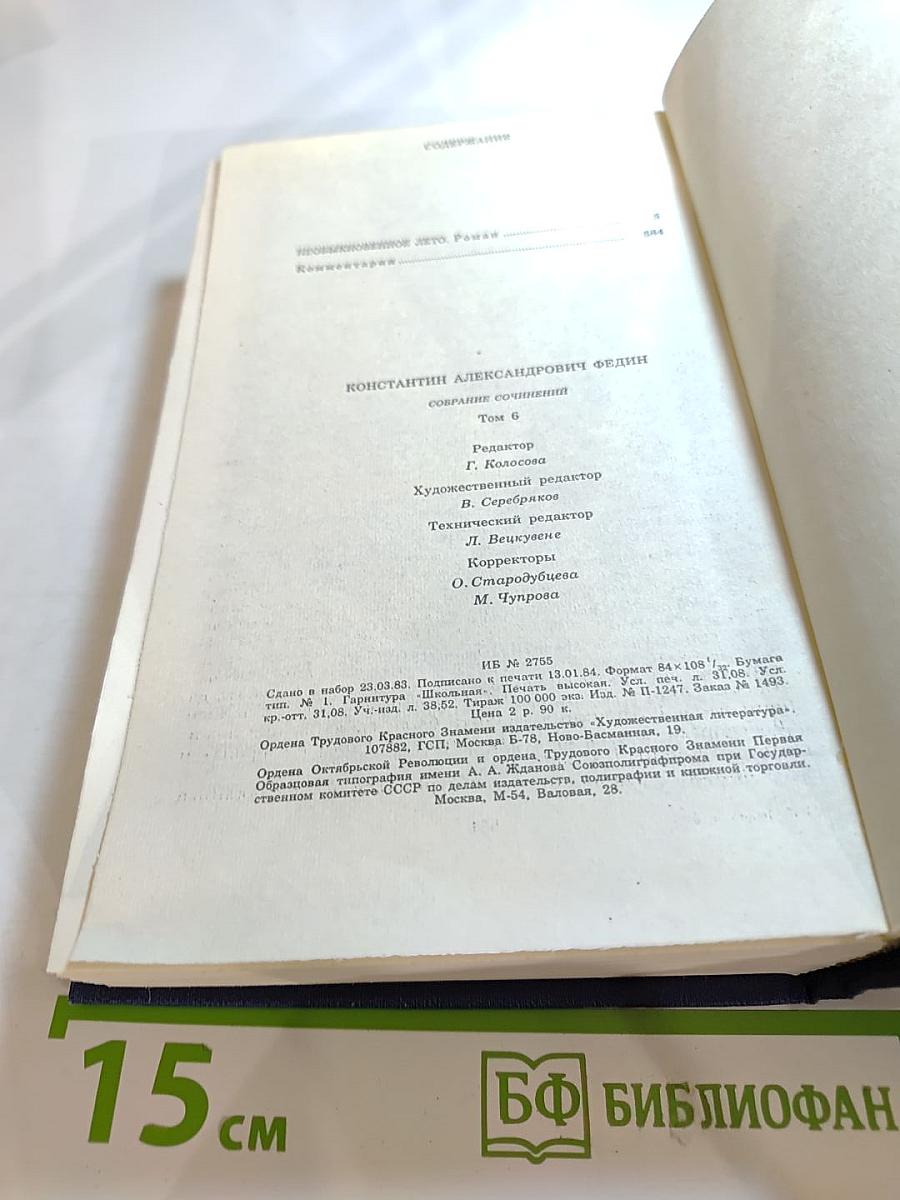 СОДЕРЖАНИЕ
НЕОБЫКНОВЕННОЕ ЛЕТО. Роман 5
Комментарии 584
КОНСТАНТИН АЛЕКСАНДРОВИЧ ФЕДИН
СОБРАНИЕ СОЧИНЕНИЙ
Том 6
Редактор
Г. Колосова
Художественный редактор
В. Серебряков
Технический редактор
Л. Вецкувене
Корректоры
О. Стародубцева
М. Чупрова
ИБ № 2755
Сдано в набор 23.03.83. Подписано к печати 13.01.84. Формат 84×108 1/32. Бумага
тип. № 1. Гарнитура «Школьная». Печать высокая. Усл. печ. л. 31,08. Усл.
кр.-отт. 31,08. Уч.-изд. л. 38,52. Тираж 100 000 экз. Изд. № II-1247. Заказ № 1493.
Цена 2 р. 90 к.
Ордена Трудового Красного Знамени издательство «Художественная литература».
107882, ГСП, Москва Б-78, Ново-Басманная, 19.
Ордена Октябрьской Революции и ордена Трудового Красного Знамени Первая
Образцовая типография имени А. А. Жданова Союзполиграфпрома при Государ-
ственном комитете СССР по делам издательств, полиграфии и книжной торговли.
Москва, М-54, Валовая, 28.
15 см
БФ БИБЛИОФАН